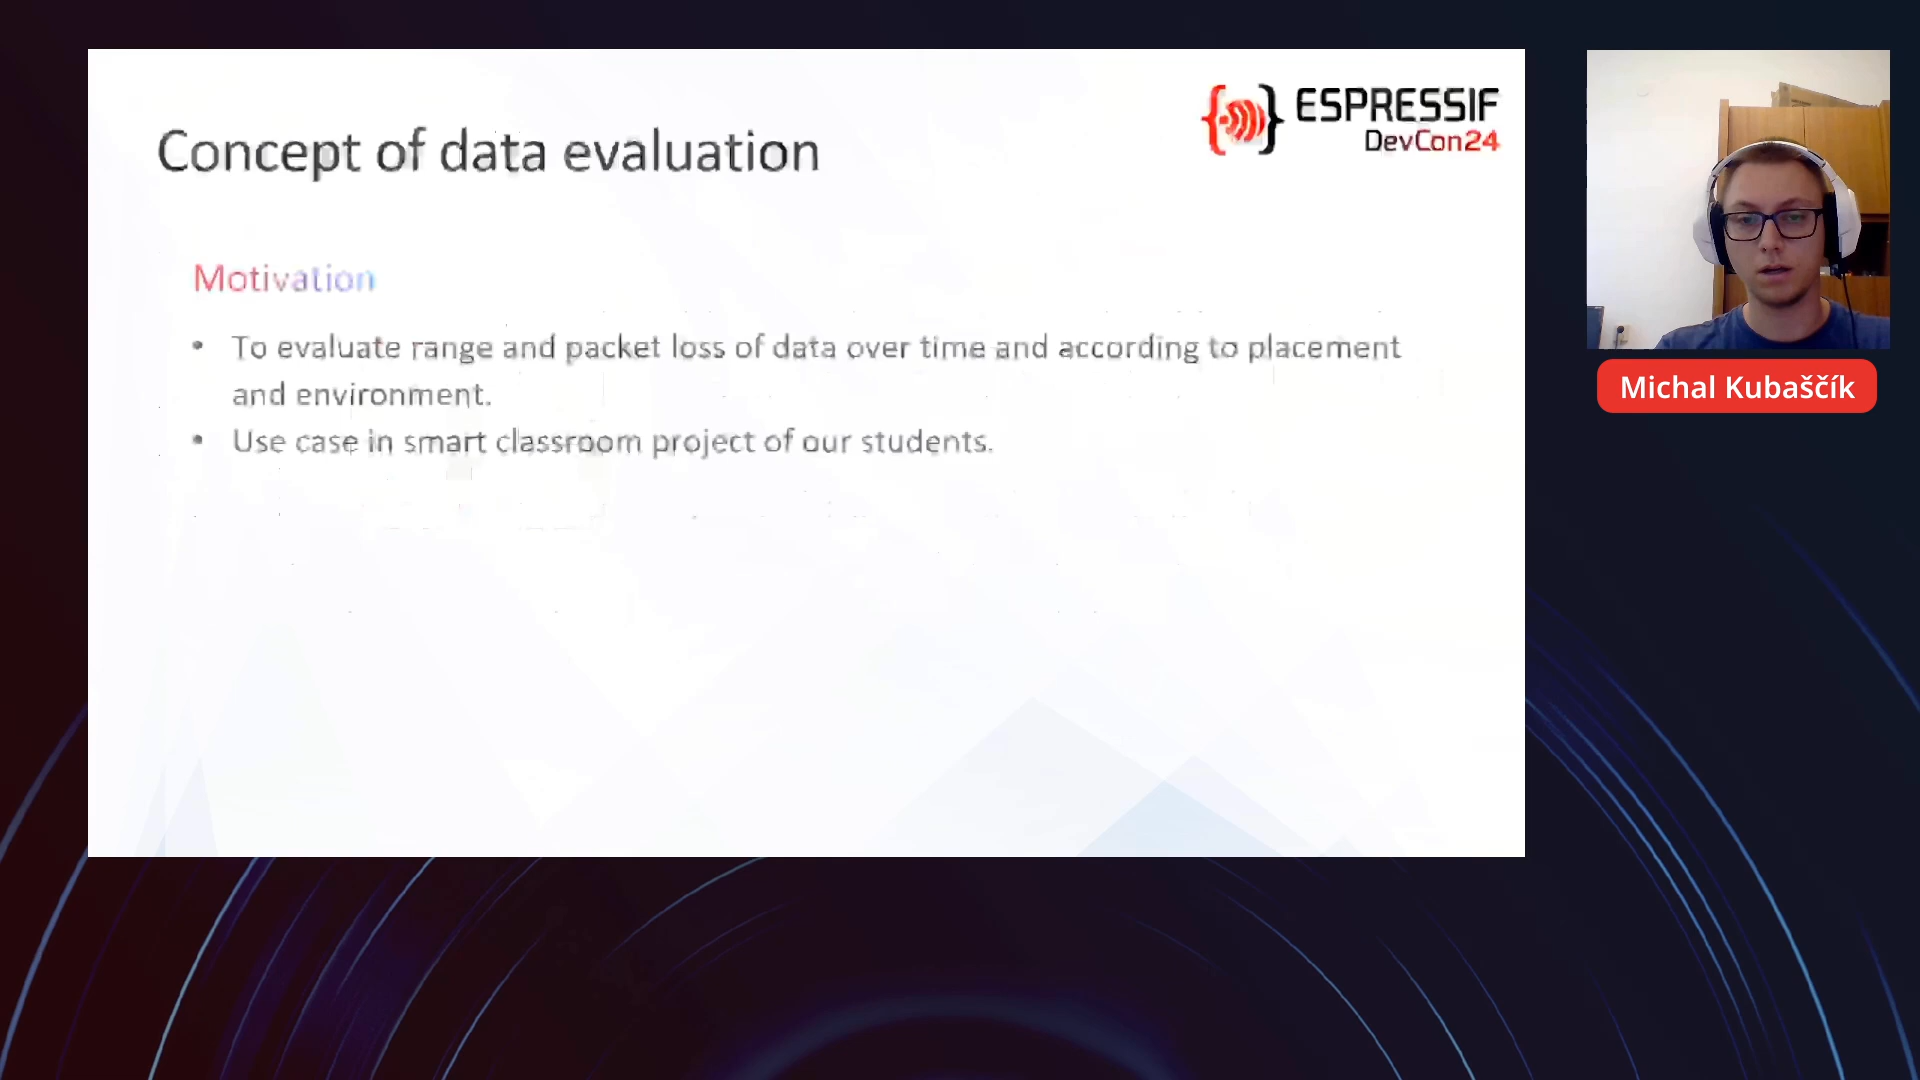 Concept of data evaluation
ESPRESSIF
DevCon24
Motivation
• To evaluate range and packet loss of data over time and according to placement
and environment.
• Use case in smart classroom project of our students.
Michal Kubaščík